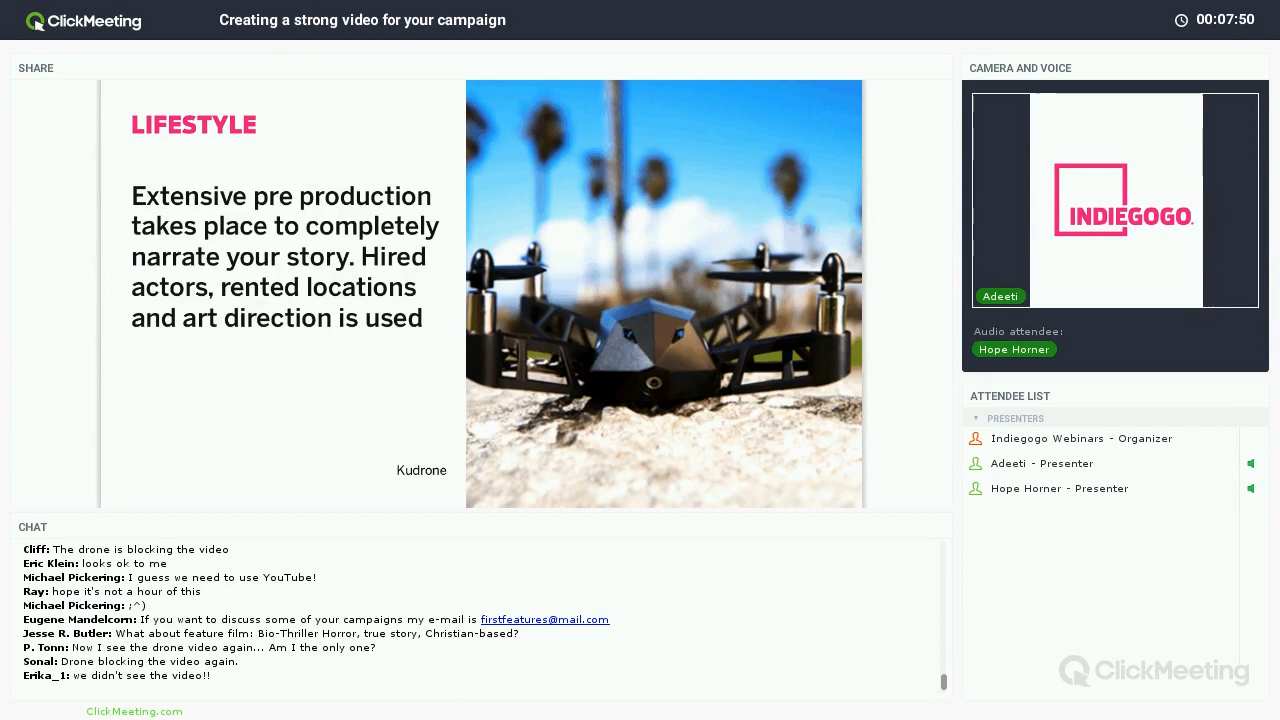 ClickMeeting
Creating a strong video for your campaign
00:07:50
SHARE
LIFESTYLE
Extensive pre production
takes place to completely
narrate your story. Hired
actors, rented locations
and art direction is used
Kudrone
CAMERA AND VOICE
INDIEGOGO.
Adeeti
Audio attendee:
Hope Horner
ATTENDEE LIST
PRESENTERS
Indiegogo Webinars - Organizer
Adeeti - Presenter
Hope Horner - Presenter
CHAT
Cliff: The drone is blocking the video
Eric Klein: looks ok to me
Michael Pickering: I guess we need to use YouTube!
Ray: hope it's not a hour of this
Michael Pickering: ;^)
Eugene Mandelcorn: If you want to discuss some of your campaigns my e-mail is firstfeatures@mail.com
Jesse R. Butler: What about feature film: Bio-Thriller Horror, true story, Christian-based?
P. Tonn: Now I see the drone video again... Am I the only one?
Sonal: Drone blocking the video again.
Erika_1: we didn't see the video!!
ClickMeeting
ClickMeeting.com